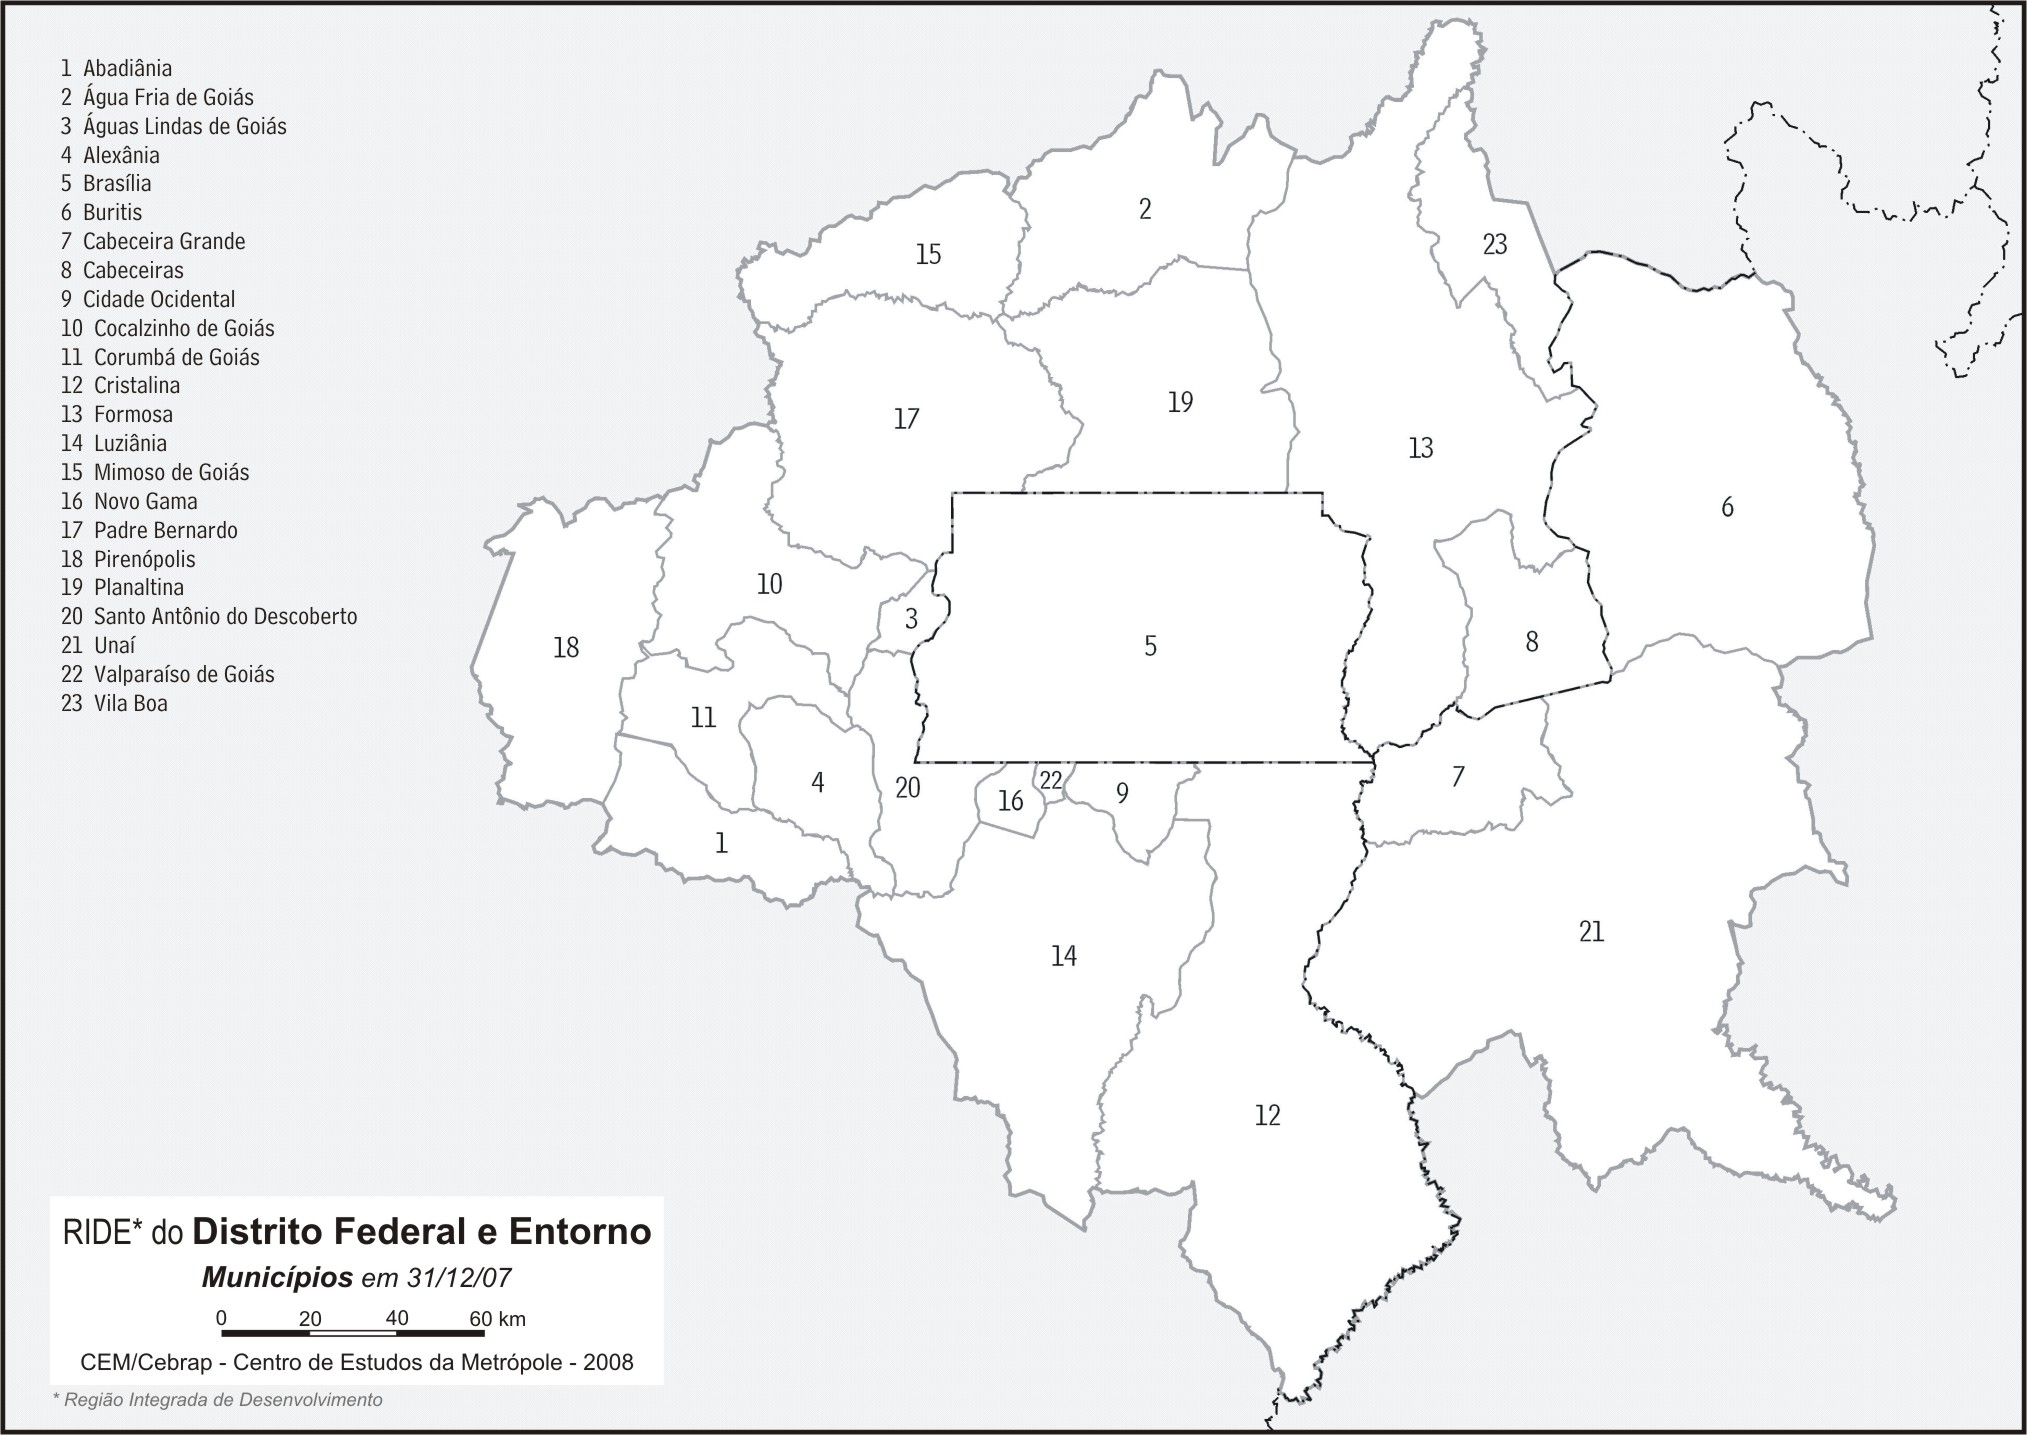 1 Abadiânia
2 Água Fria de Goiás
3 Águas Lindas de Goiás
4 Alexânia
5 Brasília
6 Buritis
7 Cabeceira Grande
8 Cabeceiras
9 Cidade Ocidental
10 Cocalzinho de Goiás
11 Corumbá de Goiás
12 Cristalina
13 Formosa
14 Luziânia
15 Mimoso de Goiás
16 Novo Gama
17 Padre Bernardo
18 Pirenópolis
19 Planaltina
20 Santo Antônio do Descoberto
21 Unaí
22 Valparaíso de Goiás
23 Vila Boa
2
23
15
19
17
13
6
10
3
8
5
18
11
7
4
22
20
9
16
1
21
14
12
RIDE* do Distrito Federal e Entorno
Municípios em 31/12/07
0 20 40 60 km
CEM/Cebrap - Centro de Estudos da Metrópole - 2008
* Região Integrada de Desenvolvimento